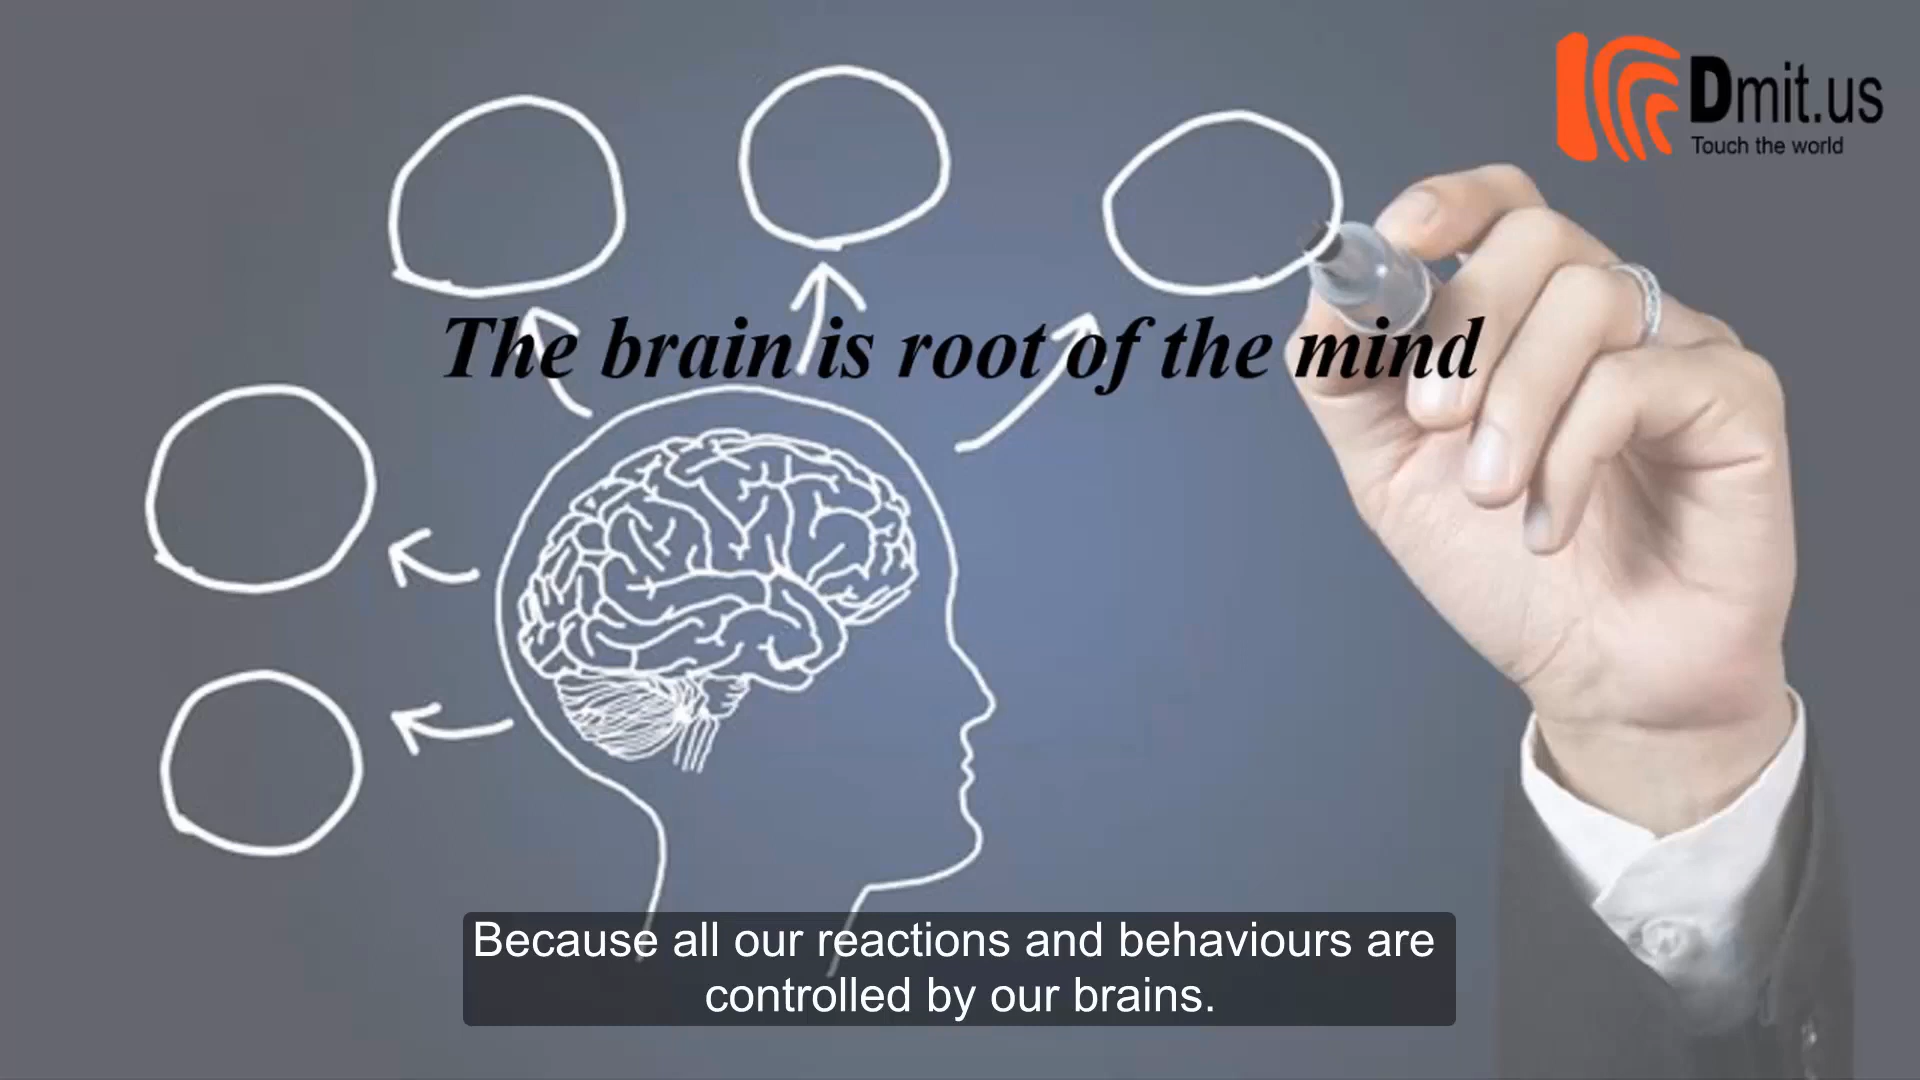 Dmit.us
Touch the world
The brain is root of the mind
Because all our reactions and behaviours are
controlled by our brains.